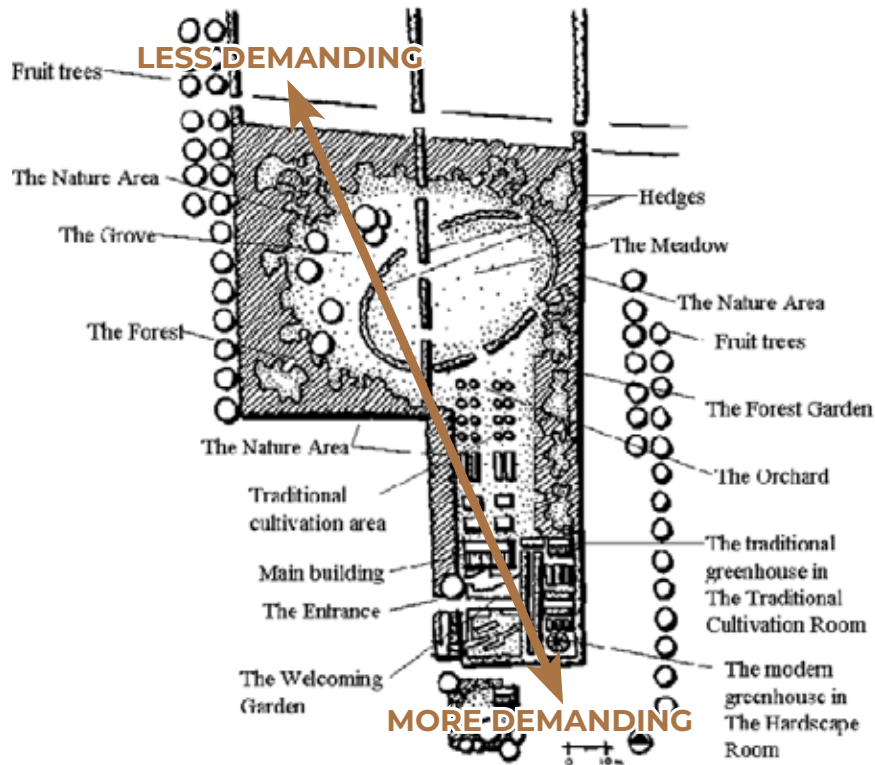 LESS DEMANDING
Fruit trees
The Nature Area
The Grove
The Forest
The Nature Area
Traditional
cultivation area
Main building
The Entrance
The Welcoming
Garden
Hedges
The Meadow
The Nature Area
Fruit trees
The Forest Garden
The Orchard
The traditional
greenhouse in
The Traditional
Cultivation Room
The modern
greenhouse in
The Hardscape
Room
MORE DEMANDING
0 10m